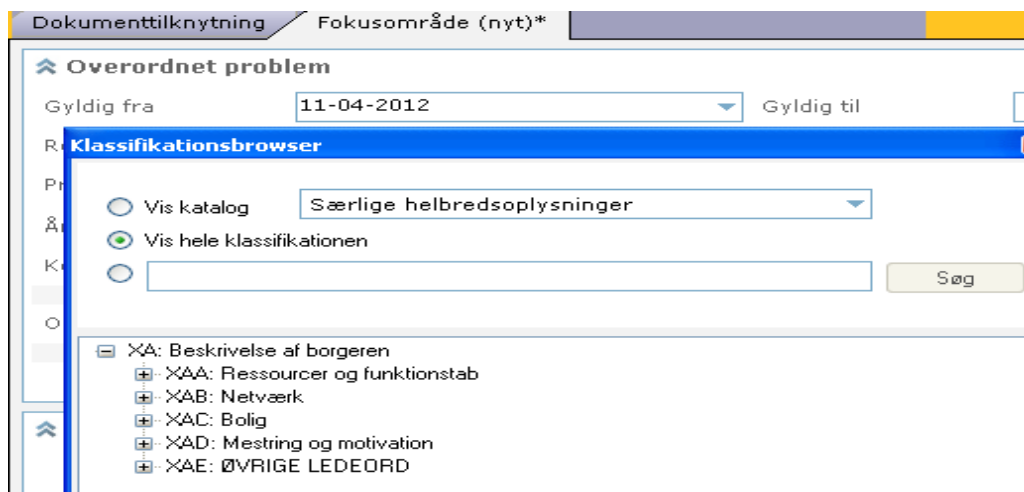 Dokumenttilknytning Fokusområde (nyt)*
Overordnet problem
Gyldig fra 11-04-2012 Gyldig til
Klassifikationsbrowser
Vis katalog Særlige helbredsoplysninger
Vis hele klassifikationen
Søg
XA: Beskrivelse af borgeren
XAA: Ressourcer og funktionstab
XAB: Netværk
XAC: Bolig
XAD: Mestring og motivation
XAE: ØVRIGE LEDEORD